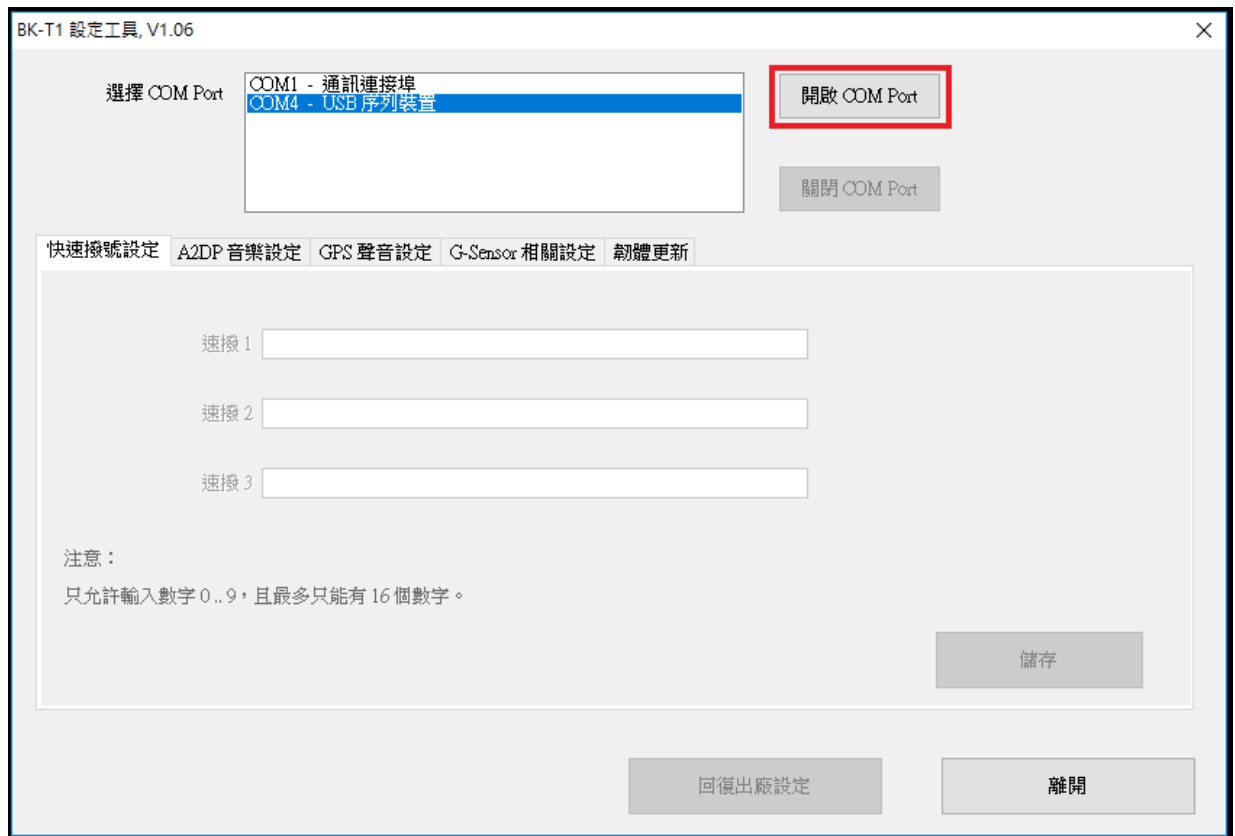 BK-T1 設定工具, V1.06
選擇 COM Port
COM1 - 通訊連接埠
COM4 - USB 序列裝置
開啟 COM Port
關閉 COM Port
快速撥號設定 A2DP 音樂設定 GPS 聲音設定 G-Sensor 相關設定 韌體更新
速撥 1
速撥 2
速撥 3
注意：
只允許輸入數字 0..9，且最多只能有 16 個數字。
儲存
回復出廠設定
離開